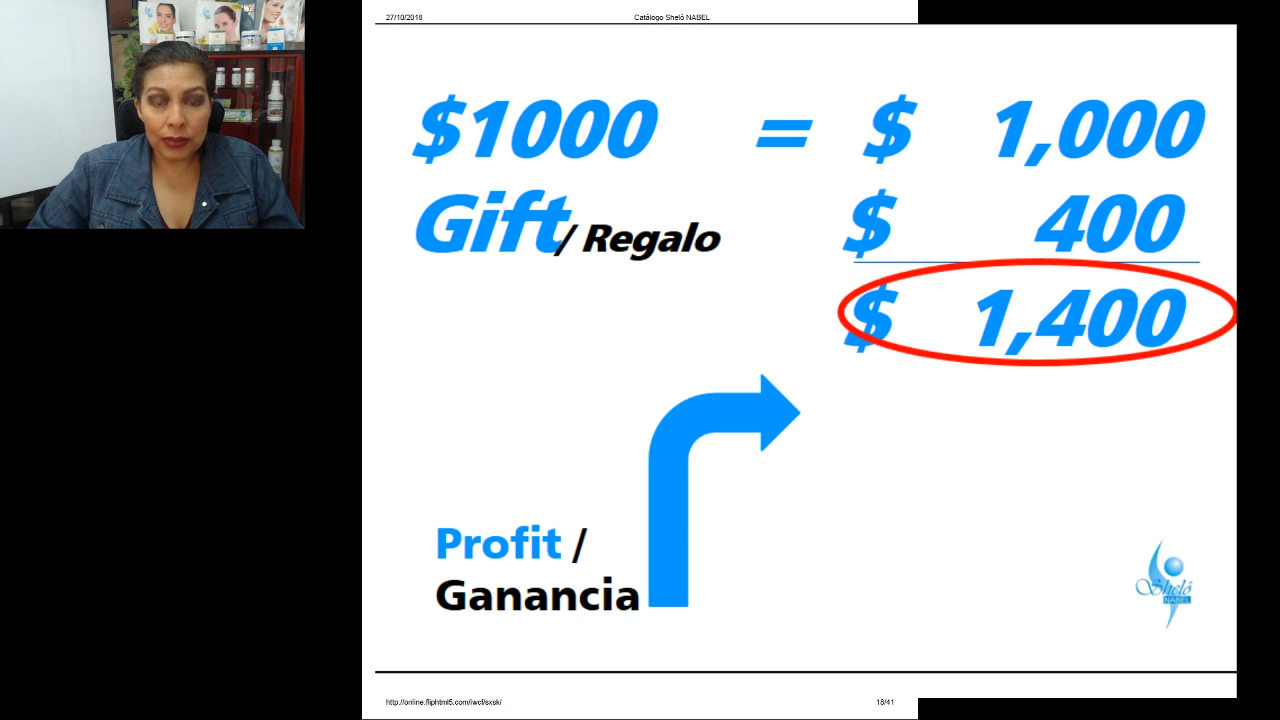 27/10/2018 Catálogo Sheló NABEL
$1000 = $ 1,000
Gift/ Regalo $ 400
$ 1,400
Profit /
Ganancia
Sheló
NABEL
http://online.fliphtml5.com/iwcf/sxsk/ 18/41